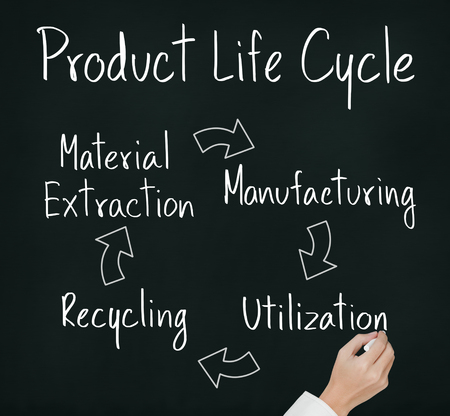 Product Life Cycle
Material
Extraction
Manufacturing
Utilization
Recycling